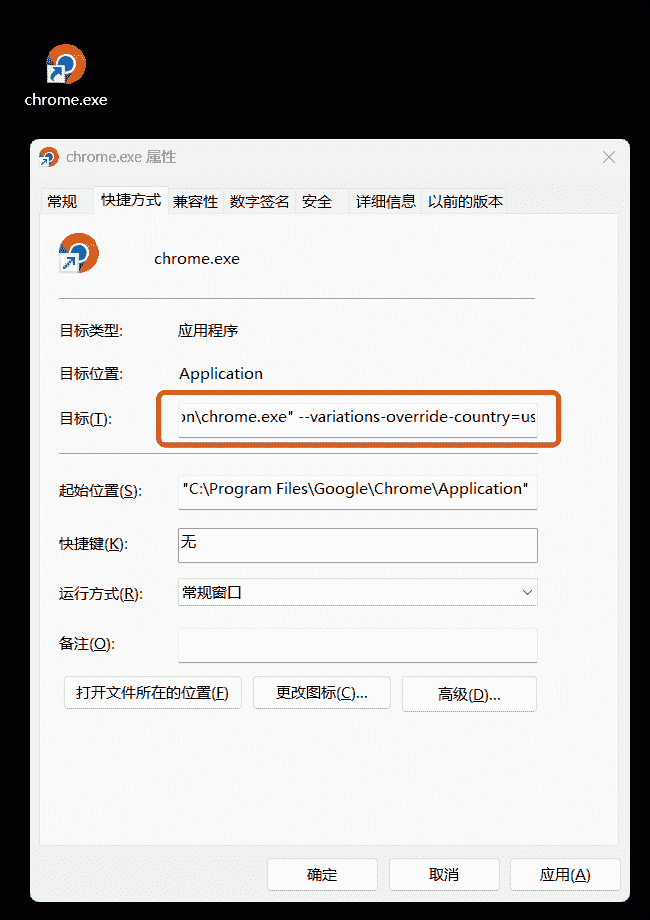 chrome.exe
chrome.exe 属性
常规 快捷方式 兼容性 数字签名 安全 详细信息 以前的版本
chrome.exe
目标类型: 应用程序
目标位置: Application
目标(T): on\chrome.exe" --variations-override-country=us
起始位置(S): "C:\Program Files\Google\Chrome\Application"
快捷键(K): 无
运行方式(R): 常规窗口
备注(O):
打开文件所在的位置(F) 更改图标(C)... 高级(D)...
确定 取消 应用(A)